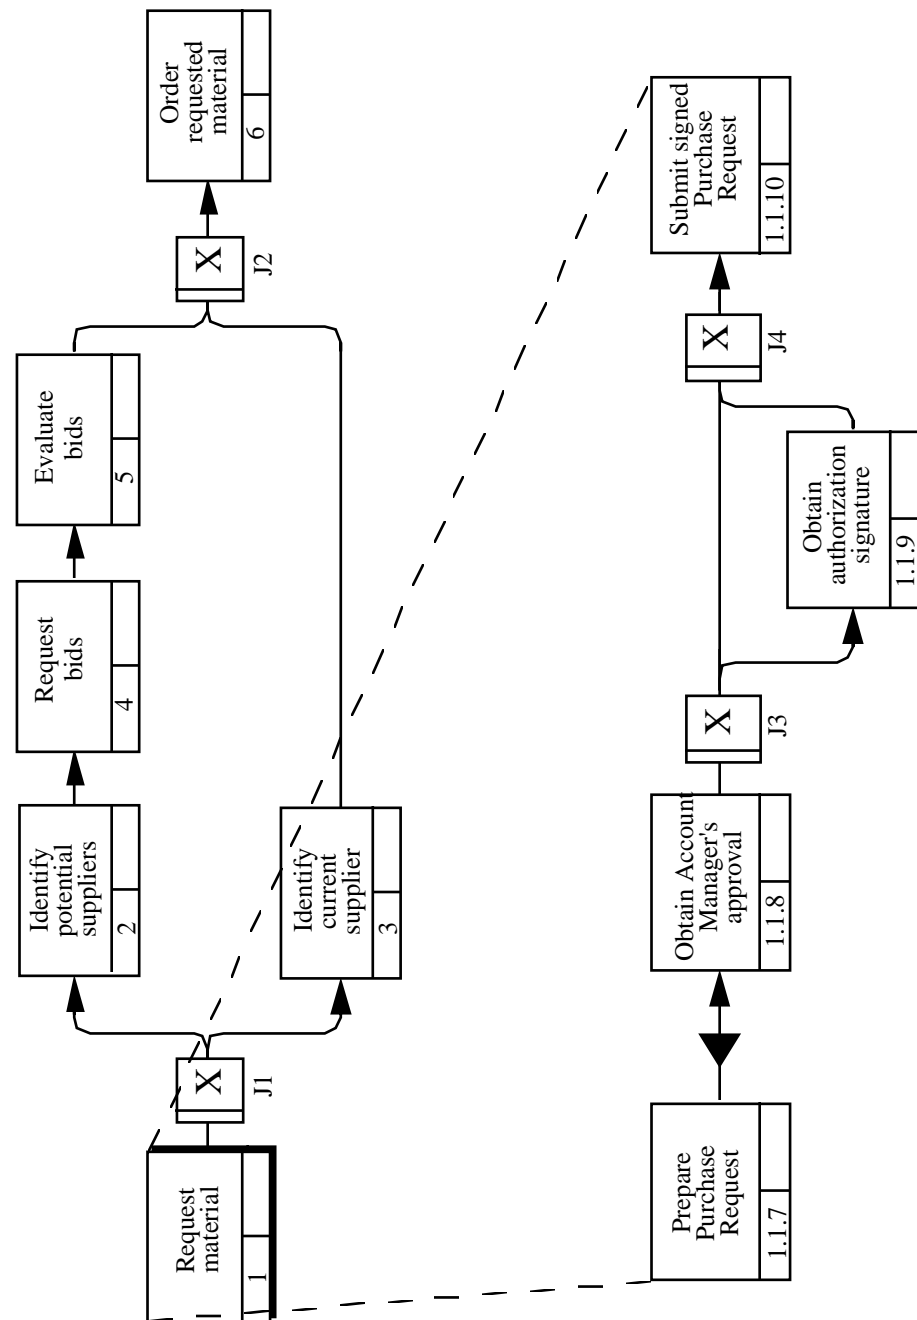 Request
material
1
X
J1
Identify
potential
suppliers
2
Request
bids
4
Evaluate
bids
5
Identify
current
supplier
3
X
J2
Order
requested
material
6
Prepare
Purchase
Request
1.1.7
Obtain Account
Manager's
approval
1.1.8
X
J3
Obtain
authorization
signature
1.1.9
X
J4
Submit signed
Purchase
Request
1.1.10